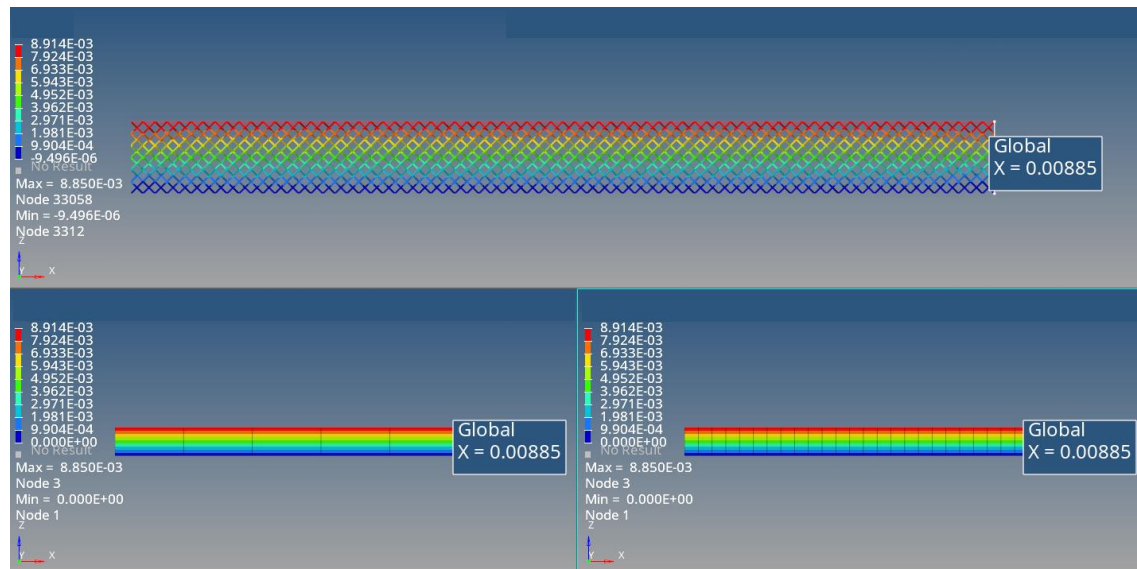 8.914E-03
7.924E-03
6.933E-03
5.943E-03
4.952E-03
3.962E-03
2.971E-03
1.981E-03
9.904E-04
-9.496E-06
No Result
Max = 8.850E-03
Node 33058
Min = -9.496E-06
Node 3312
Z
Y X
Global
X = 0.00885
8.914E-03
7.924E-03
6.933E-03
5.943E-03
4.952E-03
3.962E-03
2.971E-03
1.981E-03
9.904E-04
0.000E+00
No Result
Max = 8.850E-03
Node 3
Min = 0.000E+00
Node 1
Z
Y X
Global
X = 0.00885
8.914E-03
7.924E-03
6.933E-03
5.943E-03
4.952E-03
3.962E-03
2.971E-03
1.981E-03
9.904E-04
0.000E+00
No Result
Max = 8.850E-03
Node 3
Min = 0.000E+00
Node 1
Z
Y X
Global
X = 0.00885